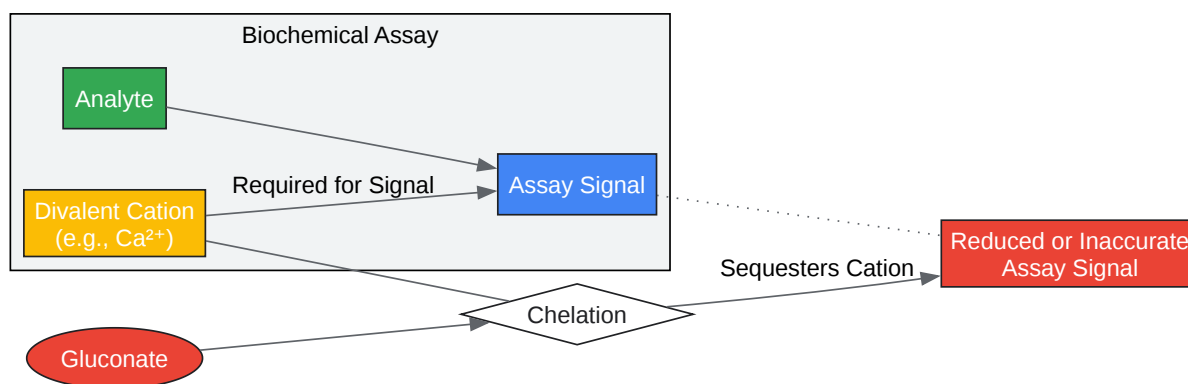 Biochemical Assay
Analyte
Required for Signal
Assay Signal
Divalent Cation
(e.g., Ca²⁺)
Reduced or Inaccurate
Assay Signal
Sequesters Cation
Chelation
Gluconate